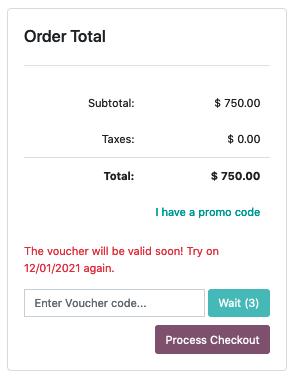 Order Total
Subtotal: $ 750.00
Taxes: $ 0.00
Total: $ 750.00
I have a promo code
The voucher will be valid soon! Try on
12/01/2021 again.
Enter Voucher code... Wait (3)
Process Checkout